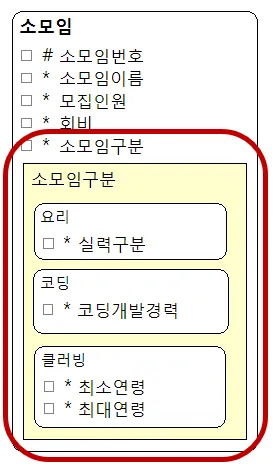 소모임
# 소모임번호
* 소모임이름
* 모집인원
* 회비
* 소모임구분
소모임구분
요리
* 실력구분
코딩
* 코딩개발경력
클러빙
* 최소연령
* 최대연령